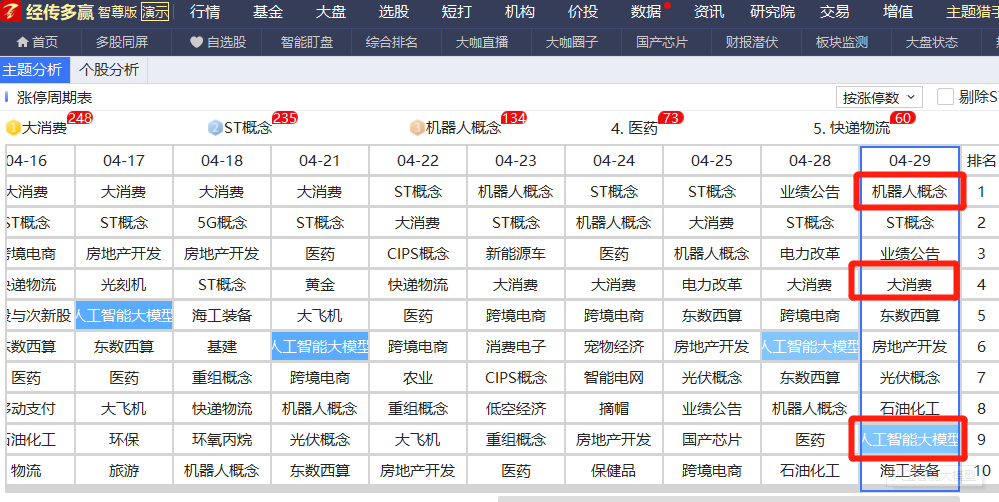 经传多赢 智尊版 演示 行情 基金 大盘 选股 短打 机构 价投 数据 资讯 研究院 交易 增值 主题猎手
首页 多股同屏 自选股 智能盯盘 综合排名 大咖直播 大咖圈子 国产芯片 财报潜伏 板块监测 大盘状态
主题分析 个股分析
涨停周期表 按涨停数 剔除S
1 大消费 248 2 ST概念 235 3 机器人概念 134 4. 医药 73 5. 快递物流 60
04-16 04-17 04-18 04-21 04-22 04-23 04-24 04-25 04-28 04-29 排名
大消费 大消费 大消费 大消费 ST概念 机器人概念 ST概念 ST概念 业绩公告 机器人概念 1
ST概念 ST概念 5G概念 ST概念 大消费 ST概念 机器人概念 大消费 ST概念 ST概念 2
跨境电商 房地产开发 房地产开发 医药 CIPS概念 新能源车 医药 机器人概念 电力改革 业绩公告 3
快递物流 光刻机 ST概念 黄金 快递物流 大消费 大消费 电力改革 大消费 大消费 4
与次新股 人工智能大模型 海工装备 大飞机 医药 跨境电商 跨境电商 东数西算 跨境电商 东数西算 5
东数西算 东数西算 基建 人工智能大模型 跨境电商 消费电子 宠物经济 房地产开发 人工智能大模型 房地产开发 6
医药 医药 重组概念 跨境电商 农业 CIPS概念 智能电网 光伏概念 东数西算 光伏概念 7
移动支付 大飞机 快递物流 机器人概念 重组概念 低空经济 摘帽 业绩公告 机器人概念 石油化工 8
石油化工 环保 环氧丙烷 光伏概念 大飞机 重组概念 房地产开发 国产芯片 医药 人工智能大模型 9
物流 旅游 机器人概念 东数西算 房地产开发 医药 保健品 跨境电商 石油化工 海工装备 10